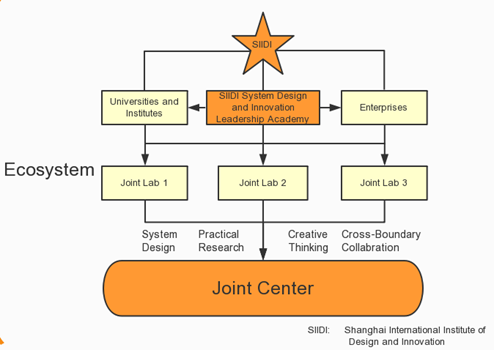 SIIDI
Universities and
Institutes
SIIDI System Design
and Innovation
Leadership Academy
Enterprises
Ecosystem
Joint Lab 1
Joint Lab 2
Joint Lab 3
System
Design
Practical
Research
Creative
Thinking
Cross-Boundary
Collabration
Joint Center
SIIDI: Shanghai International Institute of
Design and Innovation